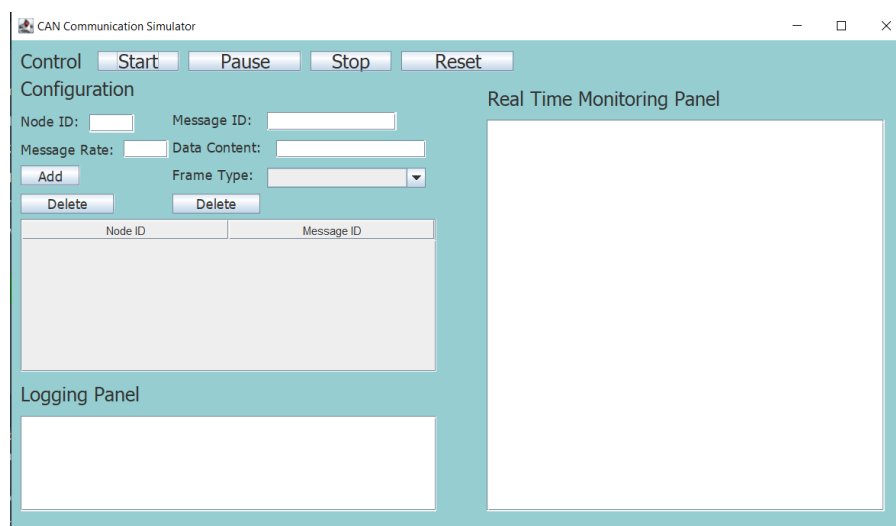 CAN Communication Simulator
Control Start Pause Stop Reset
Configuration
Real Time Monitoring Panel
Node ID: Message ID:
Message Rate: Data Content:
Add Frame Type:
Delete Delete
Node ID Message ID
Logging Panel